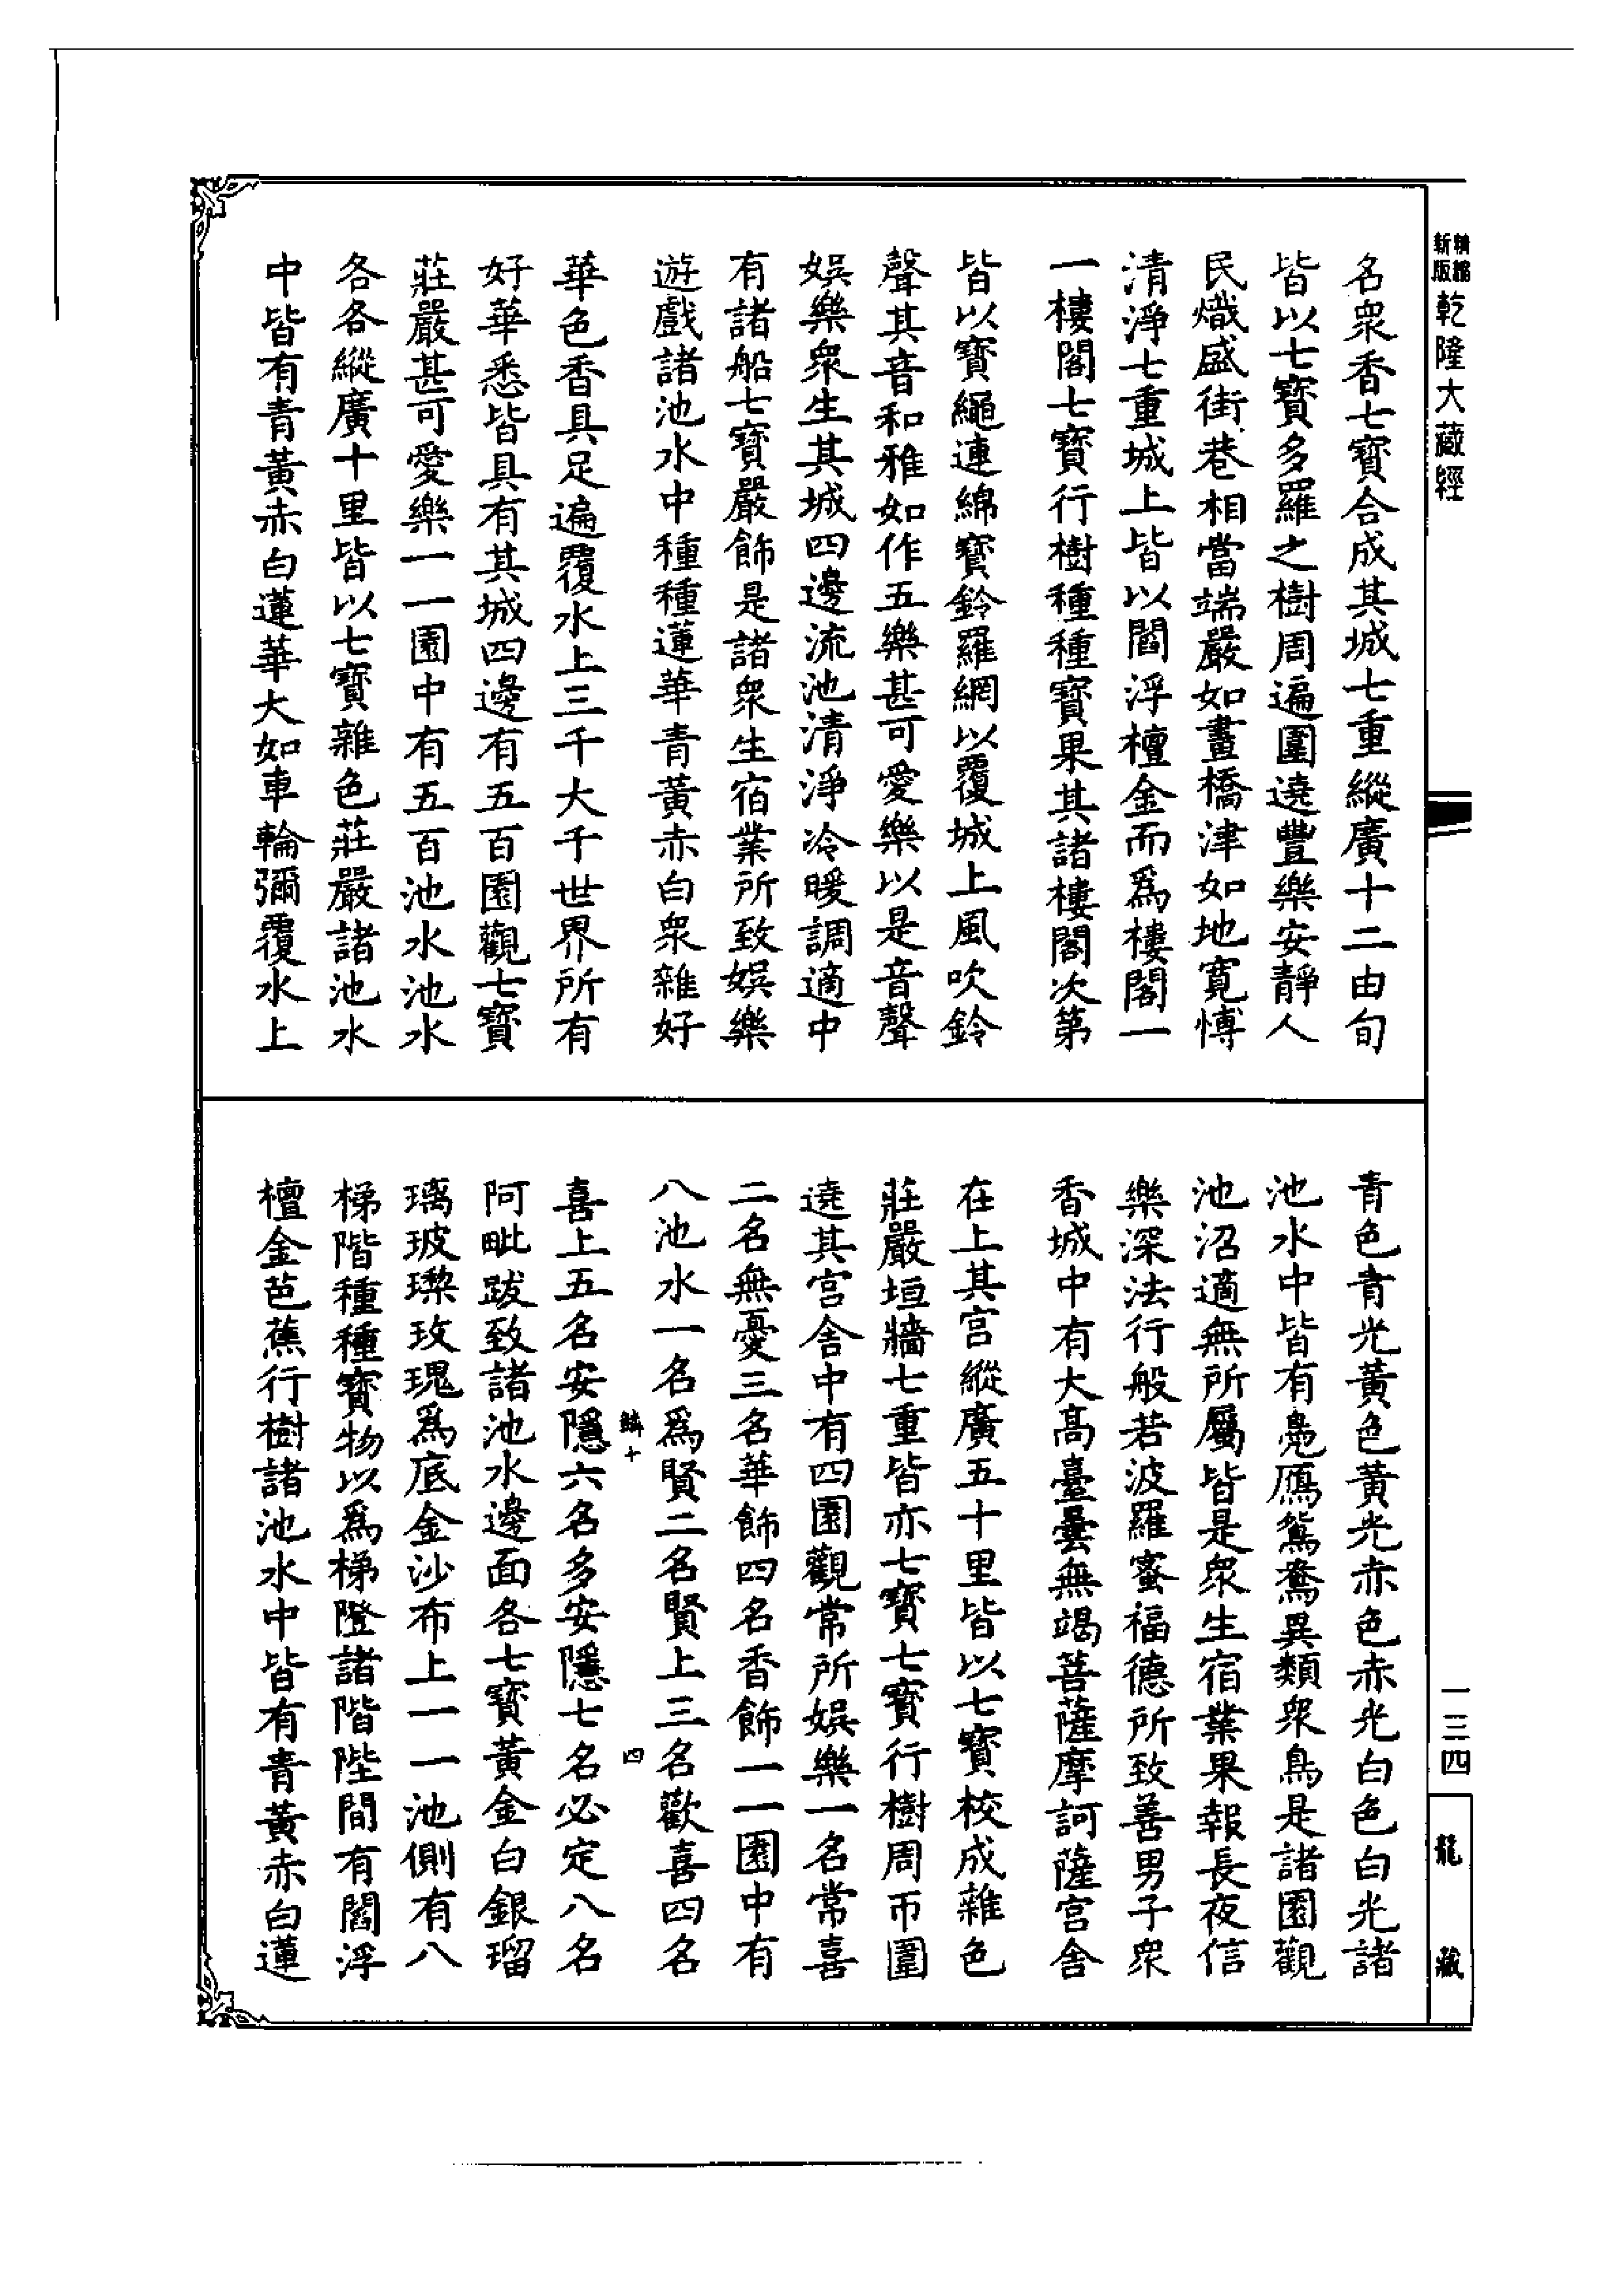 精縮
新版
乾隆大藏經
一三四
龍藏
名眾香七寶合成其城七重縱廣十二由旬
皆以七寶多羅之樹周遍圍遶豐樂安靜人
民熾盛街巷相當端嚴如畫橋津如地寬博
清淨七重城上皆以閻浮檀金而為樓閣一
一樓閣七寶行樹種種寶果其諸樓閣次第
皆以寶繩連綿寶鈴羅網以覆城上風吹鈴
聲其音和雅如作五樂甚可愛樂以是音聲
娛樂眾生其城四邊流池清淨冷暖調適中
有諸船七寶嚴飾是諸眾生宿業所致娛樂
遊戲諸池水中種種蓮華青黃赤白眾雜好
華色香具足遍覆水上三千大千世界所有
好華悉皆具有其城四邊有五百園觀七寶
莊嚴甚可愛樂一一園中有五百池水池水
各各縱廣十里皆以七寶雜色莊嚴諸池水
中皆有青黃赤白蓮華大如車輪彌覆水上
青色青光黃色黃光赤色赤光白色白光諸
池水中皆有鳧鴈鴛鴦異類眾鳥是諸園觀
池沼適無所屬皆是眾生宿業果報長夜信
樂深法行般若波羅蜜福德所致善男子眾
香城中有大高臺曇無竭菩薩摩訶薩宮舍
在上其宮縱廣五十里皆以七寶校成雜色
莊嚴垣牆七重皆亦七寶七寶行樹周帀圍
遶其宮舍中有四園觀常所娛樂一名常喜
二名無憂三名華飾四名香飾一一園中有
八池水一名為賢二名賢上三名歡喜四名
麟十
四
喜上五名安隱六名多安隱七名必定八名
阿毗跋致諸池水邊面各七寶黃金白銀瑠
璃玻瓈玫瑰為底金沙布上一一池側有八
梯階種種寶物以為梯隥諸階陛間有閻浮
檀金芭蕉行樹諸池水中皆有青黃赤白蓮